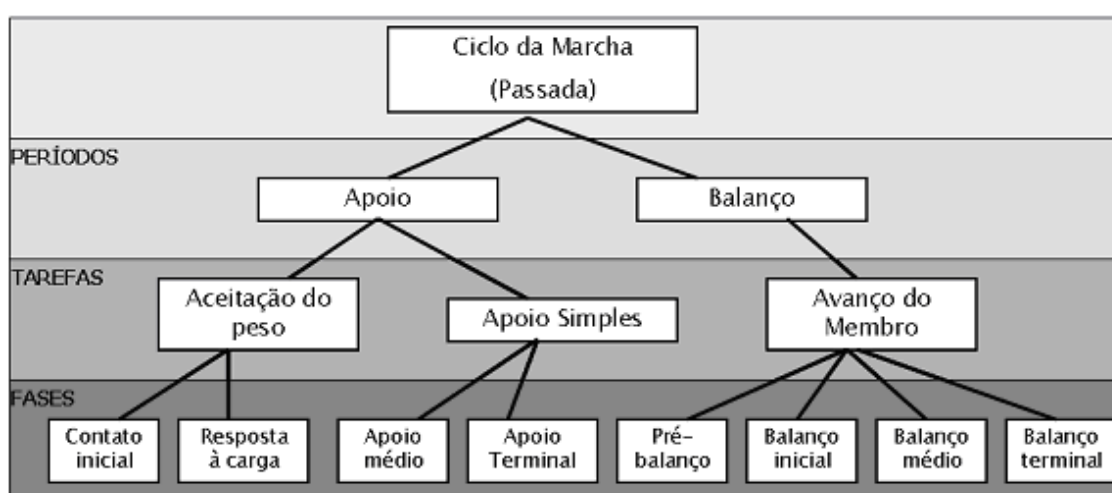 Ciclo da Marcha
(Passada)
PERÍODOS
Apoio
Balanço
TAREFAS
Aceitação do
peso
Apoio Simples
Avanço do
Membro
FASES
Contato
inicial
Resposta
à carga
Apoio
médio
Apoio
Terminal
Pré-
balanço
Balanço
inicial
Balanço
médio
Balanço
terminal